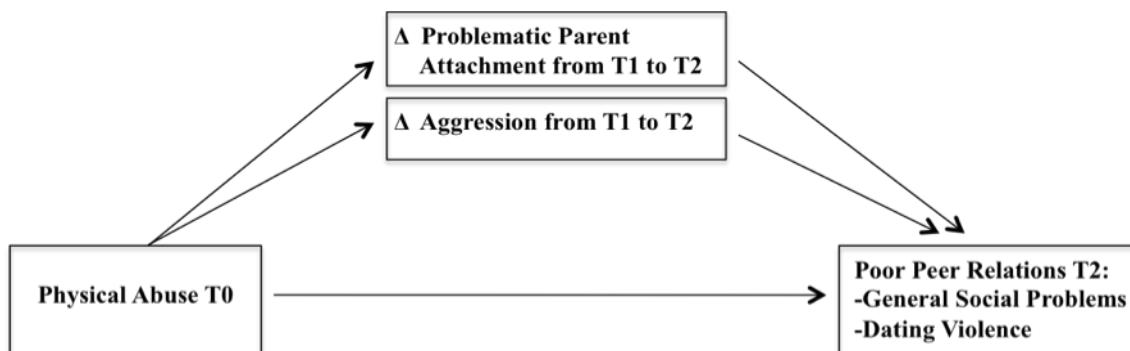 Δ Problematic Parent
Attachment from T1 to T2
Δ Aggression from T1 to T2
Physical Abuse T0
Poor Peer Relations T2:
-General Social Problems
-Dating Violence